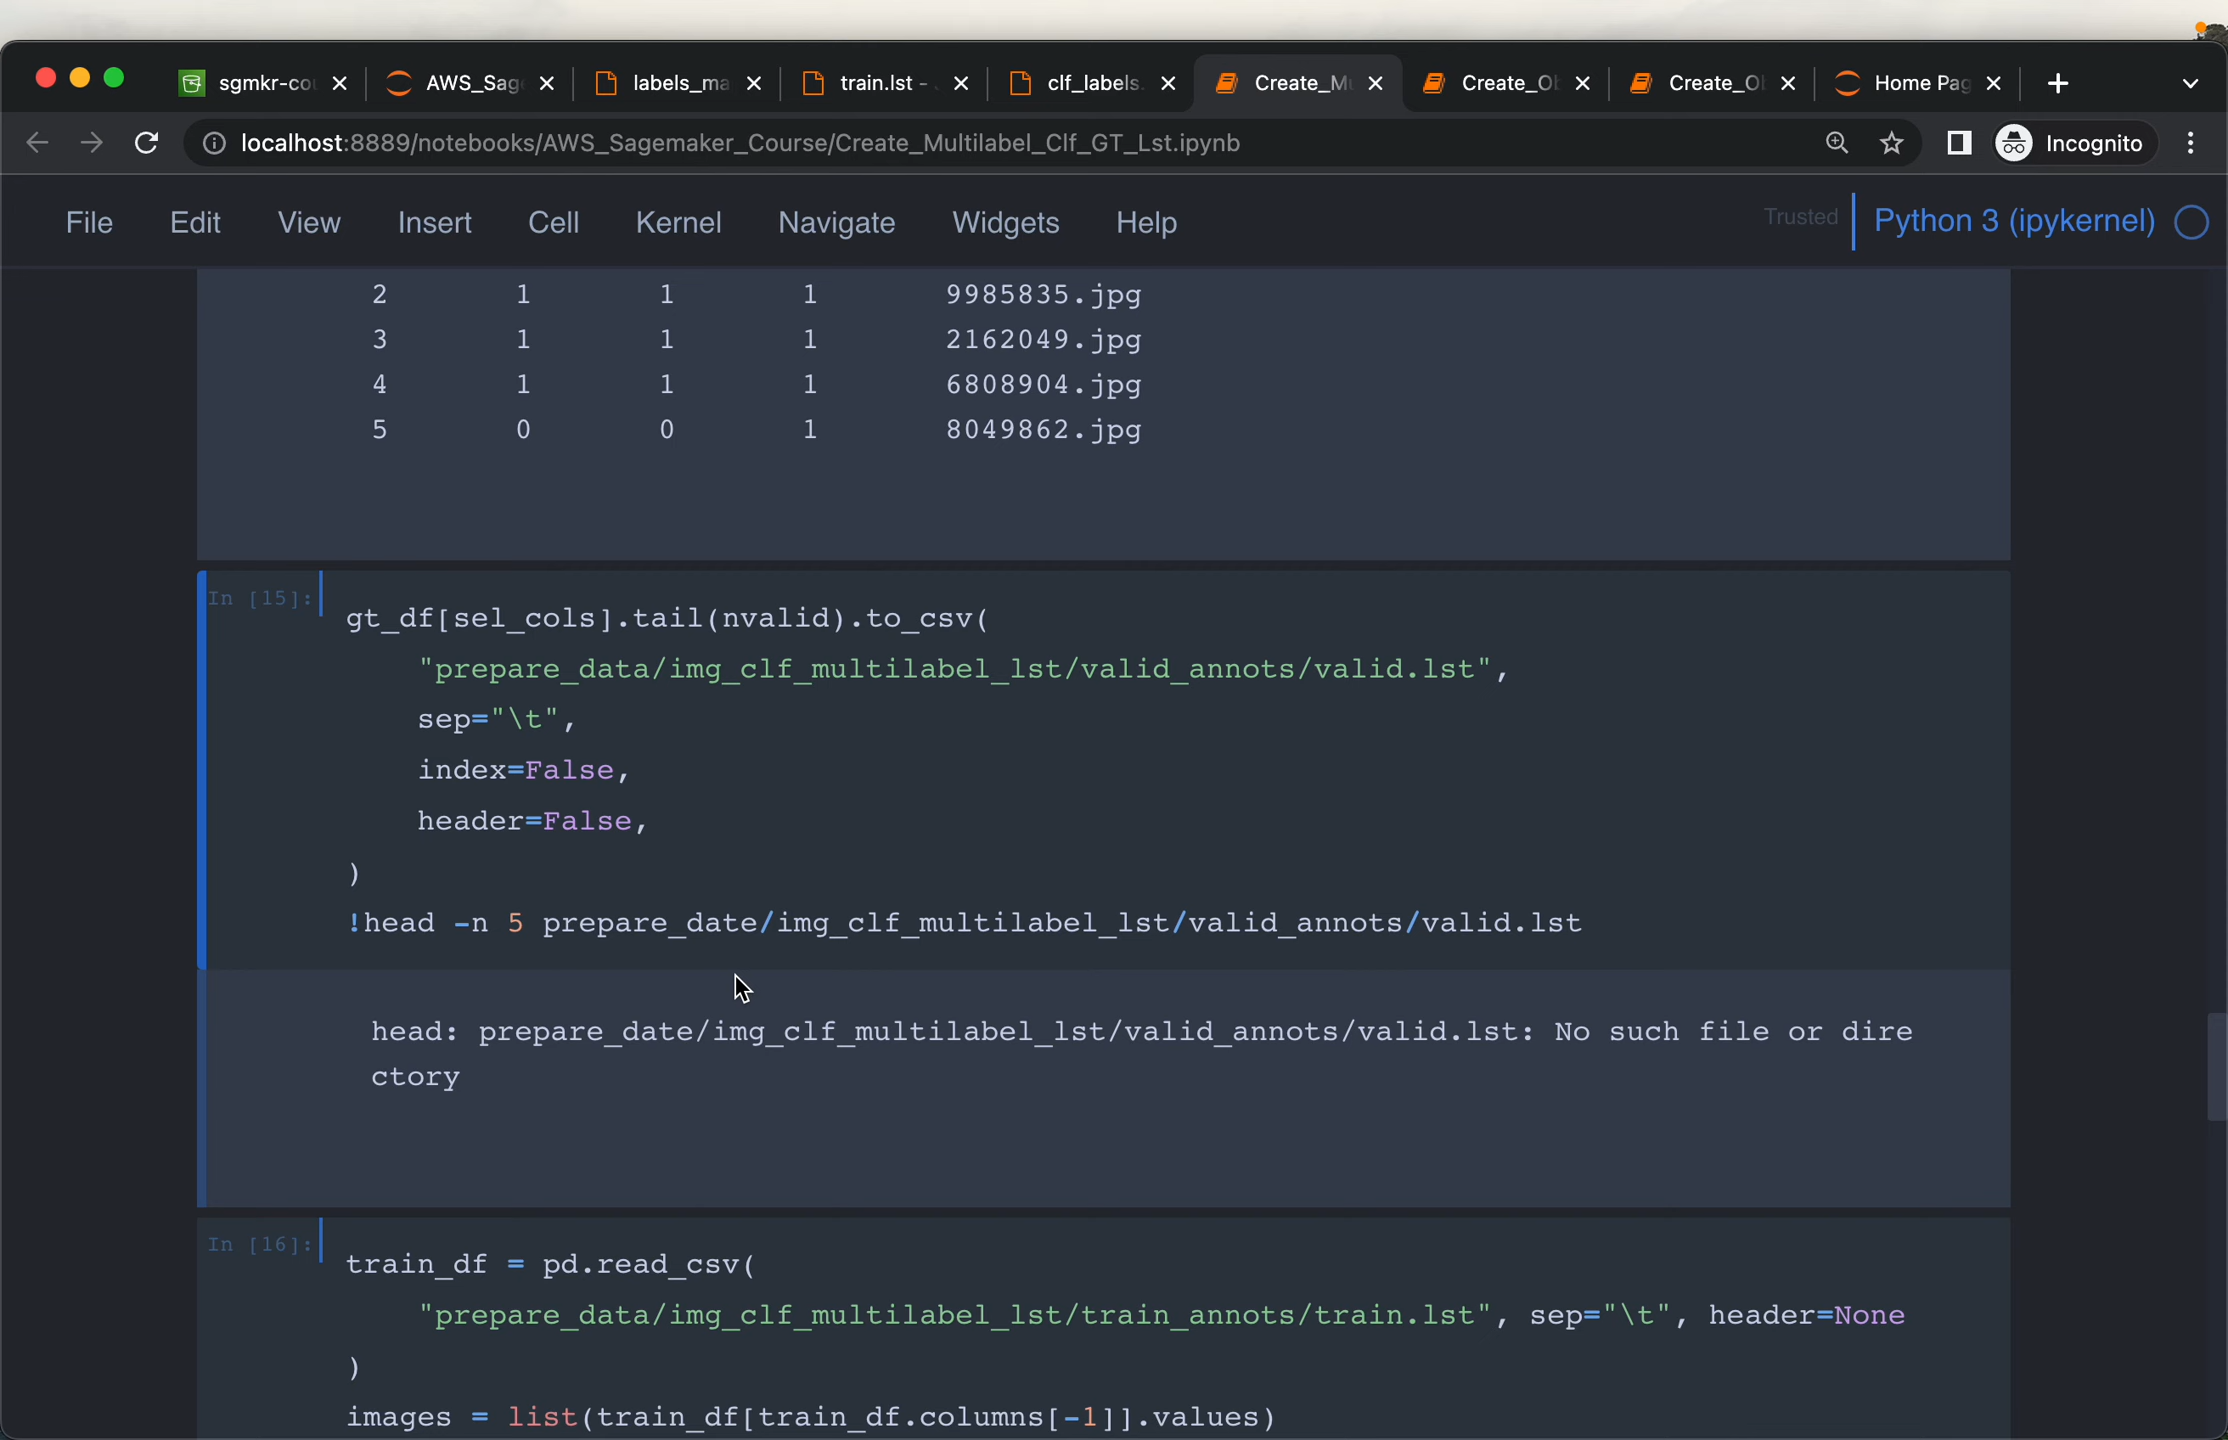 sgmkr-co
AWS_Sag
labels_ma
train.lst -
clf_labels.
Create_Mu
Create_Ob
Create_Ob
Home Pag
localhost:8889/notebooks/AWS_Sagemaker_Course/Create_Multilabel_Clf_GT_Lst.ipynb
Incognito
File Edit View Insert Cell Kernel Navigate Widgets Help
Trusted
Python 3 (ipykernel)
2 1 1 1 9985835.jpg
3 1 1 1 2162049.jpg
4 1 1 1 6808904.jpg
5 0 0 1 8049862.jpg
In [15]:
gt_df[sel_cols].tail(nvalid).to_csv(
"prepare_data/img_clf_multilabel_lst/valid_annots/valid.lst",
sep="\t",
index=False,
header=False,
)
!head -n 5 prepare_date/img_clf_multilabel_lst/valid_annots/valid.lst
head: prepare_date/img_clf_multilabel_lst/valid_annots/valid.lst: No such file or dire
ctory
In [16]:
train_df = pd.read_csv(
"prepare_data/img_clf_multilabel_lst/train_annots/train.lst", sep="\t", header=None
)
images = list(train_df[train_df.columns[-1]].values)